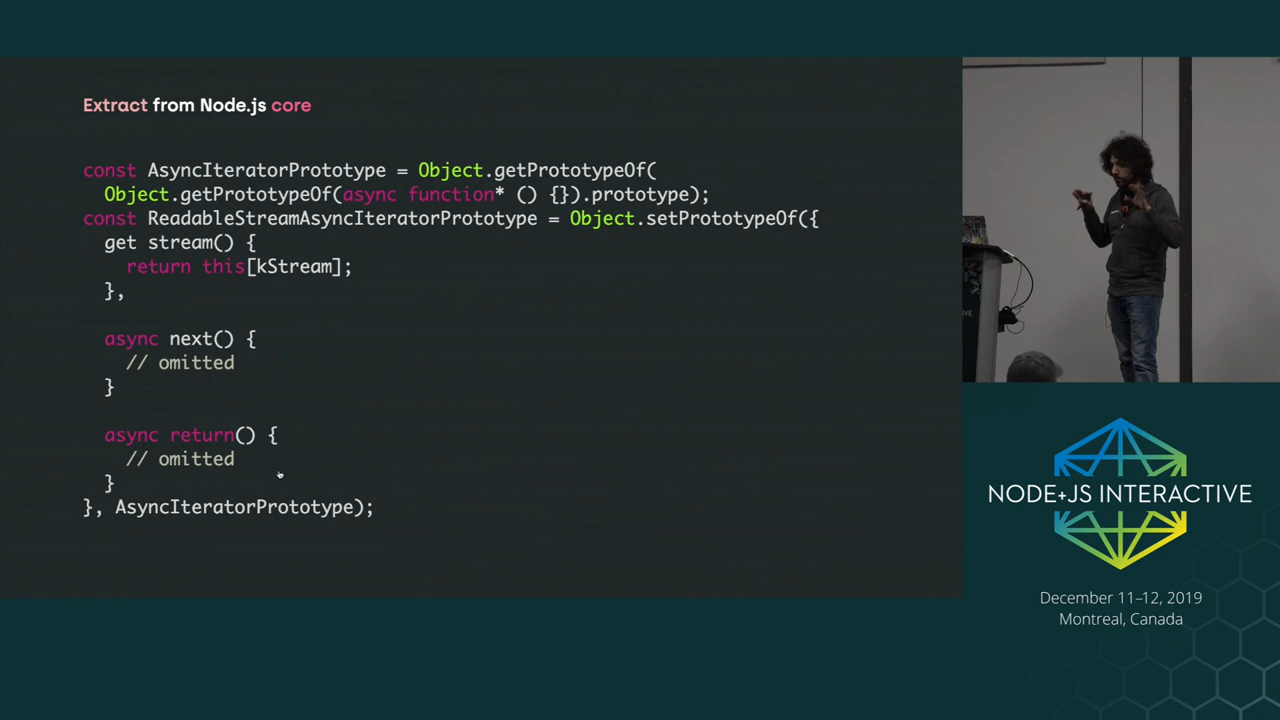 Extract from Node.js core
const AsyncIteratorPrototype = Object.getPrototypeOf(
  Object.getPrototypeOf(async function* () {}).prototype);
const ReadableStreamAsyncIteratorPrototype = Object.setPrototypeOf({
  get stream() {
    return this[kStream];
  },

  async next() {
    // omitted
  }

  async return() {
    // omitted
  }
}, AsyncIteratorPrototype);
NODE+JS INTERACTIVE
December 11–12, 2019
Montreal, Canada